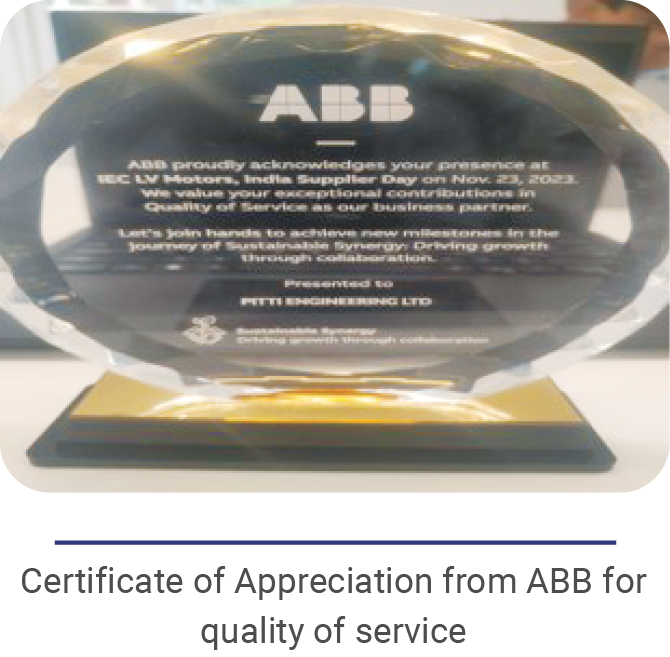 ABB
ABB proudly acknowledges your presence at
IEC LV Motors, India Supplier Day on Nov. 23, 2023.
We value your exceptional contributions in
Quality of Service as our business partner.
Let's join hands to achieve new milestones in the
journey of Sustainable Synergy: Driving growth
through collaboration.
Presented to
PITTI ENGINEERING LTD
Sustainable Synergy
Driving growth through collaboration
Certificate of Appreciation from ABB for
quality of service